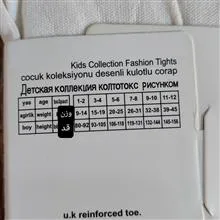 Kids Collection Fashion Tights
cocuk koleksiyonu desenli kulotlu corap
Детская коллекция колготокс рисунком
yas age 1-2 3-4 5-6 7-8 9-10 11-12
agirlik weight وزن 9-14 15-19 20-25 26-31 32-38 39-45
boy height قد 80-92 93-105 106-118 119-131 132-144 145-156
u.k reinforced toe.